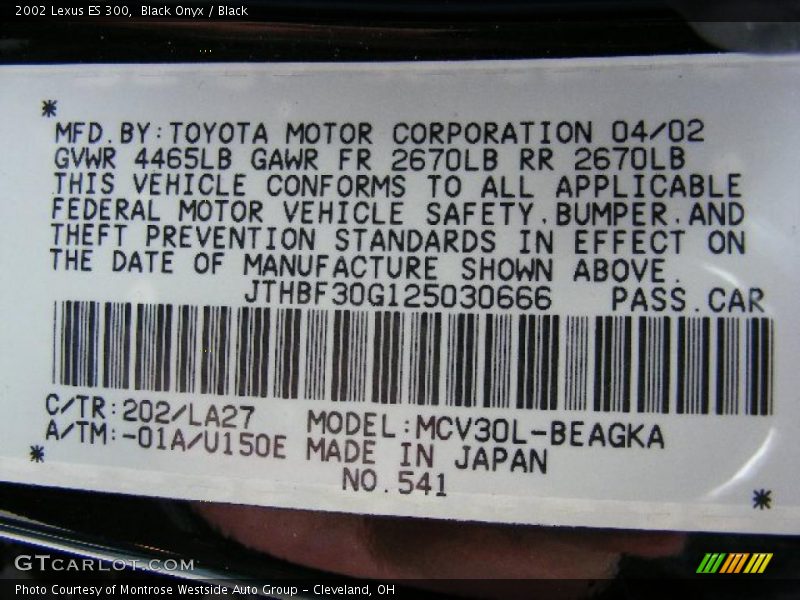 2002 Lexus ES 300,  Black Onyx / Black
*
MFD.BY:TOYOTA MOTOR CORPORATION 04/02
GVWR 4465LB GAWR FR 2670LB RR 2670LB
THIS VEHICLE CONFORMS TO ALL APPLICABLE
FEDERAL MOTOR VEHICLE SAFETY.BUMPER.AND
THEFT PREVENTION STANDARDS IN EFFECT ON
THE DATE OF MANUFACTURE SHOWN ABOVE.
JTHBF30G125030666 PASS.CAR
C/TR:202/LA27 MODEL:MCV30L-BEAGKA
A/TM:-01A/U150E MADE IN JAPAN
* NO.541 *
GTCARLOT.COM
Photo Courtesy of Montrose Westside Auto Group - Cleveland, OH